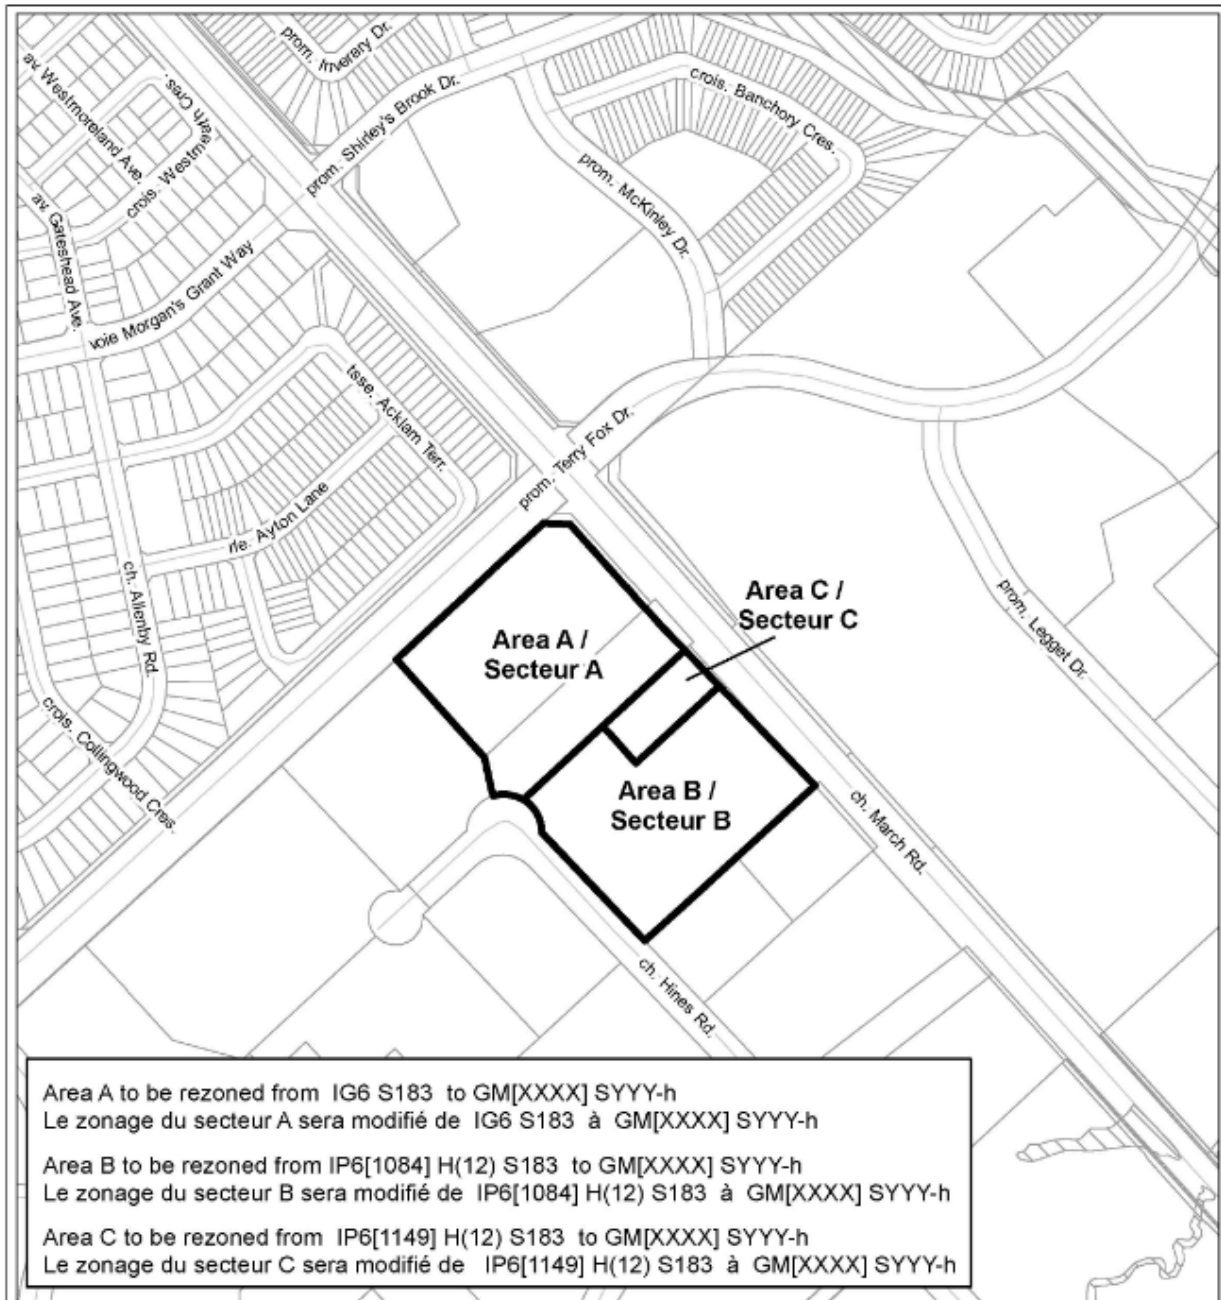 prom. Inverary Dr.
av Westmoreland Ave.
crois. Westmeath Cres.
prom. Shirley's Brook Dr.
crois. Banchory Cres.
prom. McKinley Dr.
av. Gateshead Ave.
voie Morgan's Grant Way
tsse. Acklam Terr.
prom. Terry Fox Dr.
rle. Ayton Lane
ch. Allenby Rd.
prom. Legget Dr.
Area C /
Secteur C
Area A /
Secteur A
crois. Collingwood Cres.
Area B /
Secteur B
ch. March Rd.
ch. Hines Rd.
Area A to be rezoned from IG6 S183 to GM[XXXX] SYYY-h
Le zonage du secteur A sera modifié de IG6 S183 à GM[XXXX] SYYY-h
Area B to be rezoned from IP6[1084] H(12) S183 to GM[XXXX] SYYY-h
Le zonage du secteur B sera modifié de IP6[1084] H(12) S183 à GM[XXXX] SYYY-h
Area C to be rezoned from IP6[1149] H(12) S183 to GM[XXXX] SYYY-h
Le zonage du secteur C sera modifié de IP6[1149] H(12) S183 à GM[XXXX] SYYY-h